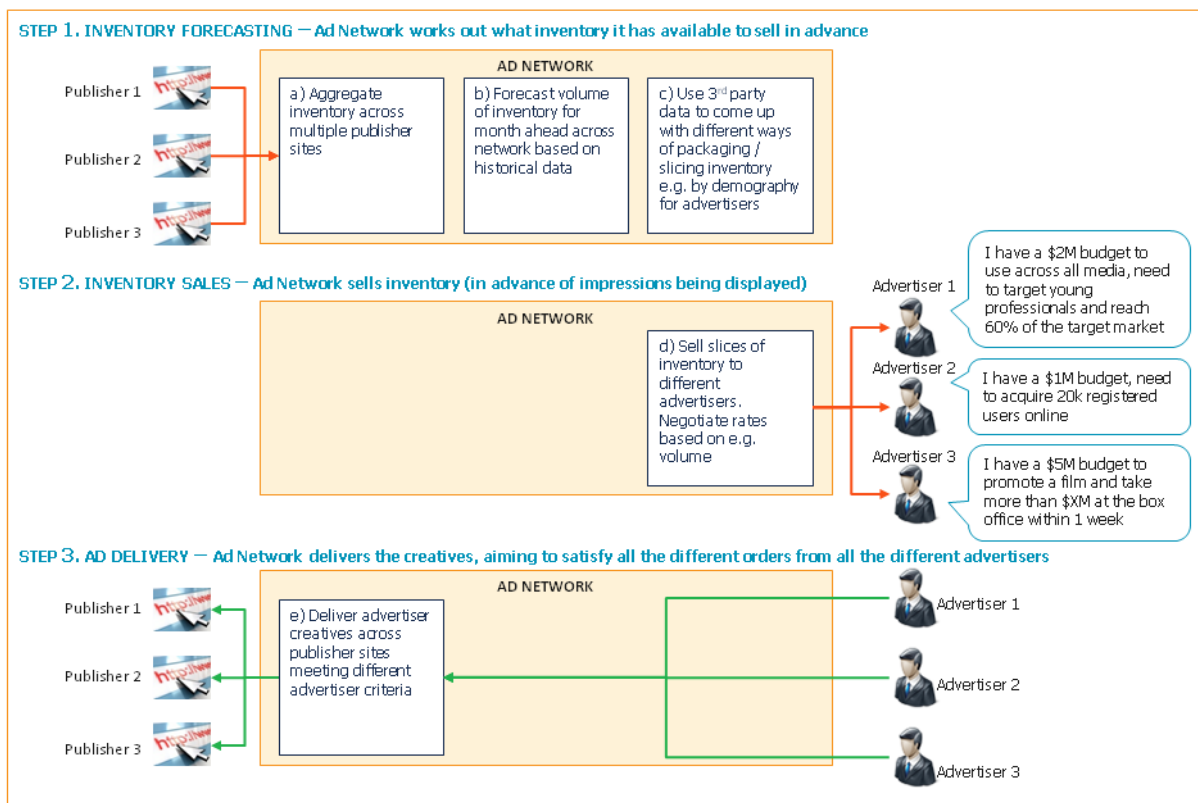 STEP 1. INVENTORY FORECASTING — Ad Network works out what inventory it has available to sell in advance
AD NETWORK
Publisher 1
Publisher 2
Publisher 3
a) Aggregate
inventory across
multiple publisher
sites
b) Forecast volume
of inventory for
month ahead across
network based on
historical data
c) Use 3rd party
data to come up
with different ways
of packaging /
slicing inventory
e.g. by demography
for advertisers
STEP 2. INVENTORY SALES — Ad Network sells inventory (in advance of impressions being displayed)
AD NETWORK
d) Sell slices of
inventory to
different
advertisers.
Negotiate rates
based on e.g.
volume
Advertiser 1
I have a $2M budget to
use across all media, need
to target young
professionals and reach
60% of the target market
Advertiser 2
I have a $1M budget, need
to acquire 20k registered
users online
Advertiser 3
I have a $5M budget to
promote a film and take
more than $XM at the box
office within 1 week
STEP 3. AD DELIVERY — Ad Network delivers the creatives, aiming to satisfy all the different orders from all the different advertisers
AD NETWORK
Publisher 1
Publisher 2
Publisher 3
e) Deliver advertiser
creatives across
publisher sites
meeting different
advertiser criteria
Advertiser 1
Advertiser 2
Advertiser 3